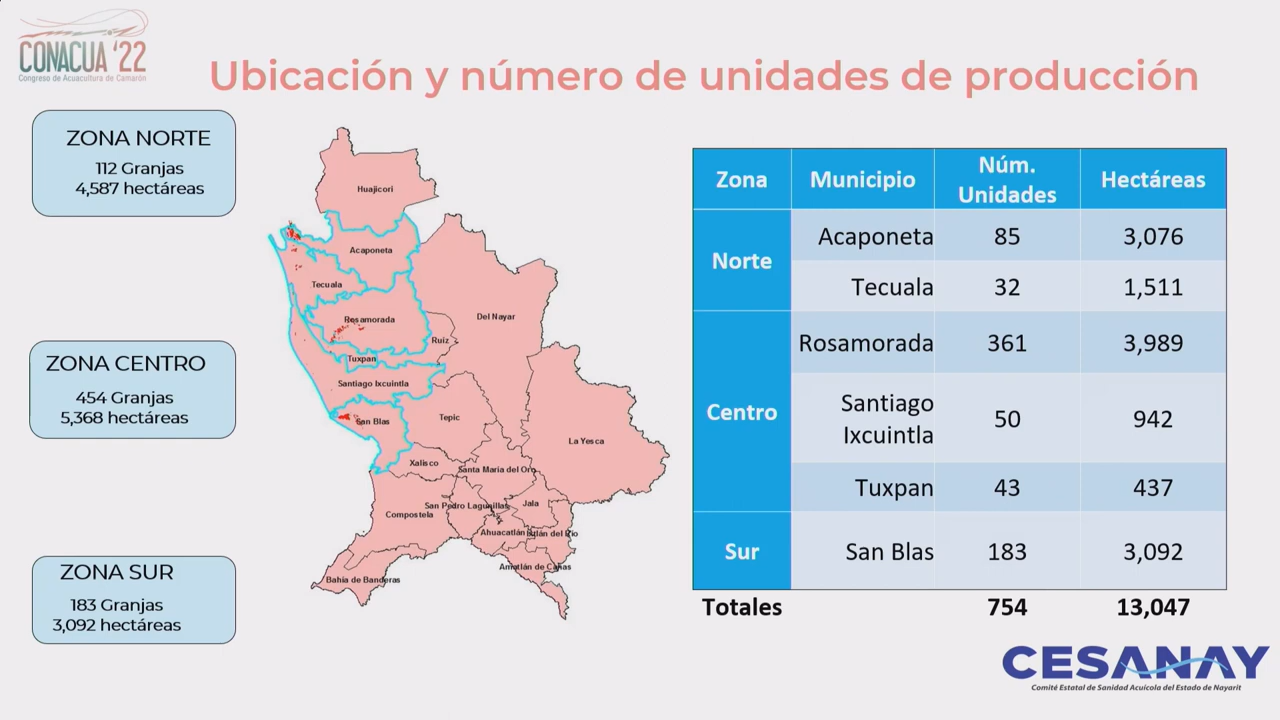 CONACUA '22
Congreso de Acuacultura de Camarón
Ubicación y número de unidades de producción
ZONA NORTE
112 Granjas
4,587 hectáreas
ZONA CENTRO
454 Granjas
5,368 hectáreas
ZONA SUR
183 Granjas
3,092 hectáreas
Huajicori
Acaponeta
Tecuala
Rosamorada
Del Nayar
Ruiz
Tuxpan
Santiago Ixcuintla
San Blas
Tepic
La Yesca
Xalisco
Santa Maria del Oro
San Pedro Lagunillas
Jala
Compostela
Ahuacatlán
Ixtlán del Rio
Amatlán de Cañas
Bahía de Banderas
Zona Municipio Núm. Unidades Hectáreas
Norte
Acaponeta 85 3,076
Tecuala 32 1,511
Centro
Rosamorada 361 3,989
Santiago Ixcuintla 50 942
Tuxpan 43 437
Sur San Blas 183 3,092
Totales 754 13,047
CESANAY
Comité Estatal de Sanidad Acuícola del Estado de Nayarit